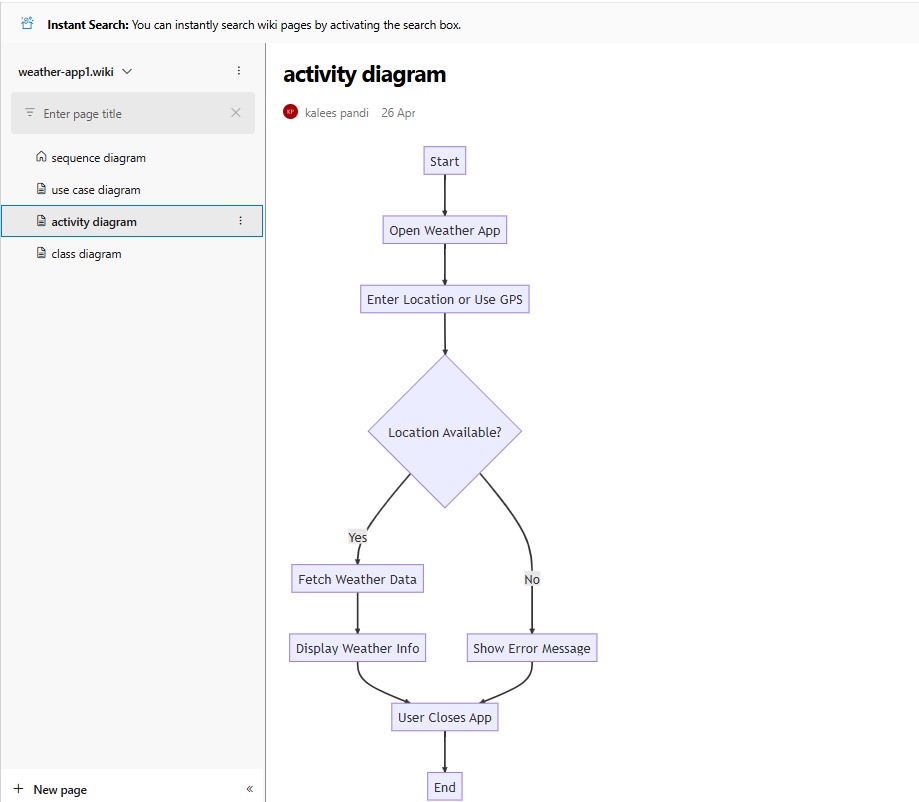 Instant Search: You can instantly search wiki pages by activating the search box.
weather-app1.wiki
Enter page title
sequence diagram
use case diagram
activity diagram
class diagram
New page
activity diagram
KP kalees pandi 26 Apr
Start
Open Weather App
Enter Location or Use GPS
Location Available?
Yes
No
Fetch Weather Data
Display Weather Info
Show Error Message
User Closes App
End